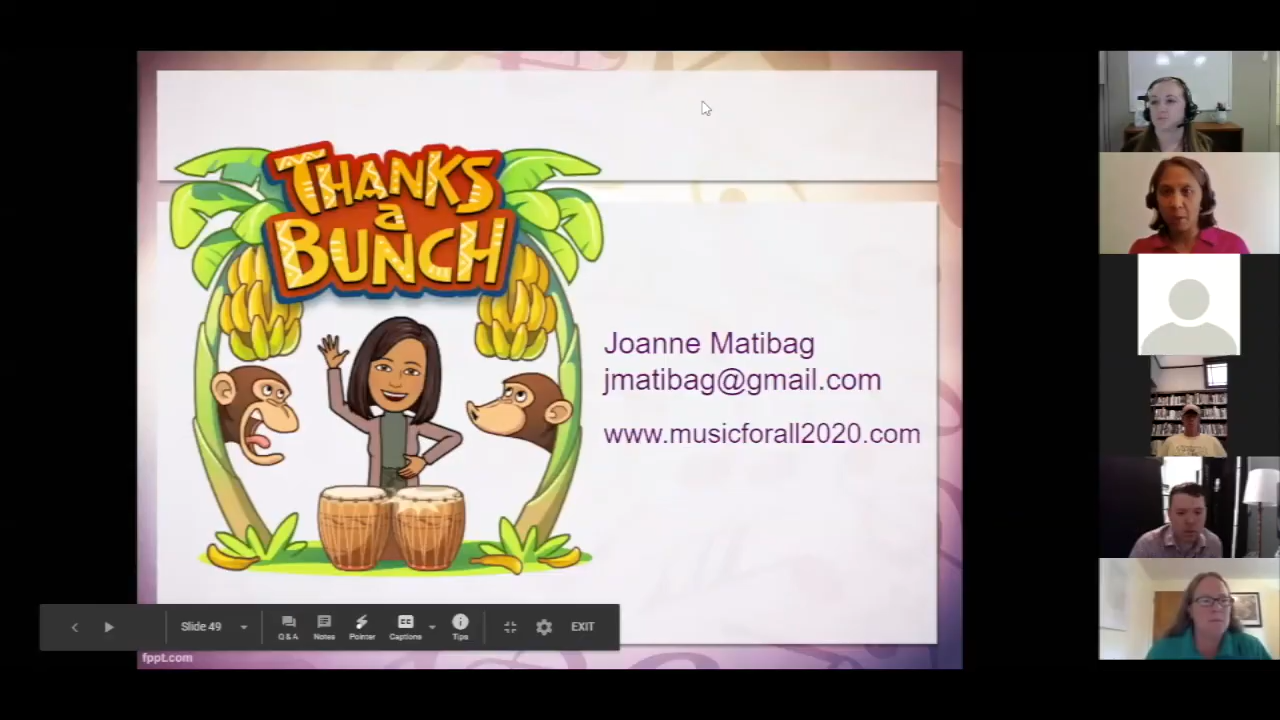 THANKS
a
BUNCH
Joanne Matibag
jmatibag@gmail.com
www.musicforall2020.com
Slide 49
Q & A
Notes
Pointer
Captions
Tips
EXIT
fppt.com